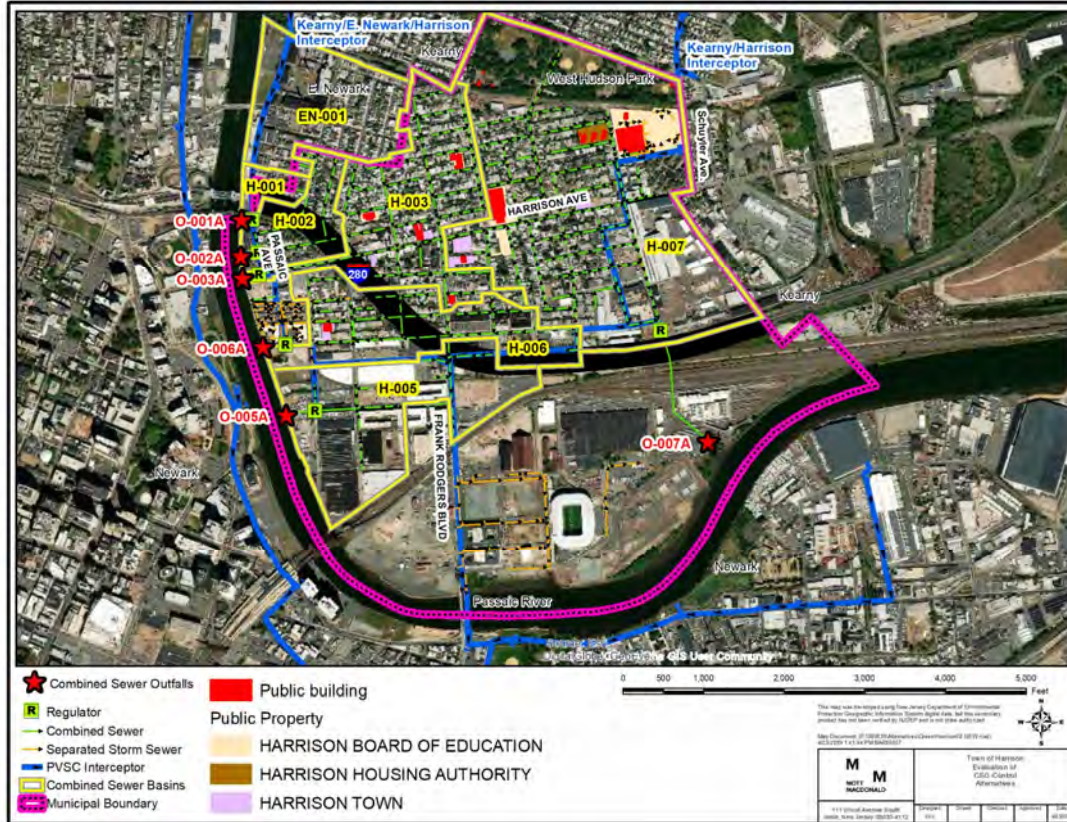 Kearny/E. Newark/Harrison
Interceptor
Kearny
Kearny/Harrison
Interceptor
West Hudson Park
E. Newark
EN-001
Schuyler Ave.
H-001
H-003
HARRISON AVE
O-001A
R
H-002
H-007
O-002A
R
PASSAIC
AVE
O-003A
R
280
Kearny
R
O-006A
R
H-006
H-005
O-005A
R
O-007A
FRANK RODGERS BLVD
Newark
Newark
Passaic River
the GIS User Community
Combined Sewer Outfalls
R
Regulator
Combined Sewer
Separated Storm Sewer
PVSC Interceptor
Combined Sewer Basins
Municipal Boundary
Public building
Public Property
HARRISON BOARD OF EDUCATION
HARRISON HOUSING AUTHORITY
HARRISON TOWN
0 500 1,000 2,000 3,000 4,000 5,000
Feet
N
W E
S
M
M
MOTT
MACDONALD
Town of Harrison
Evaluation of
CSO Control
Alternatives